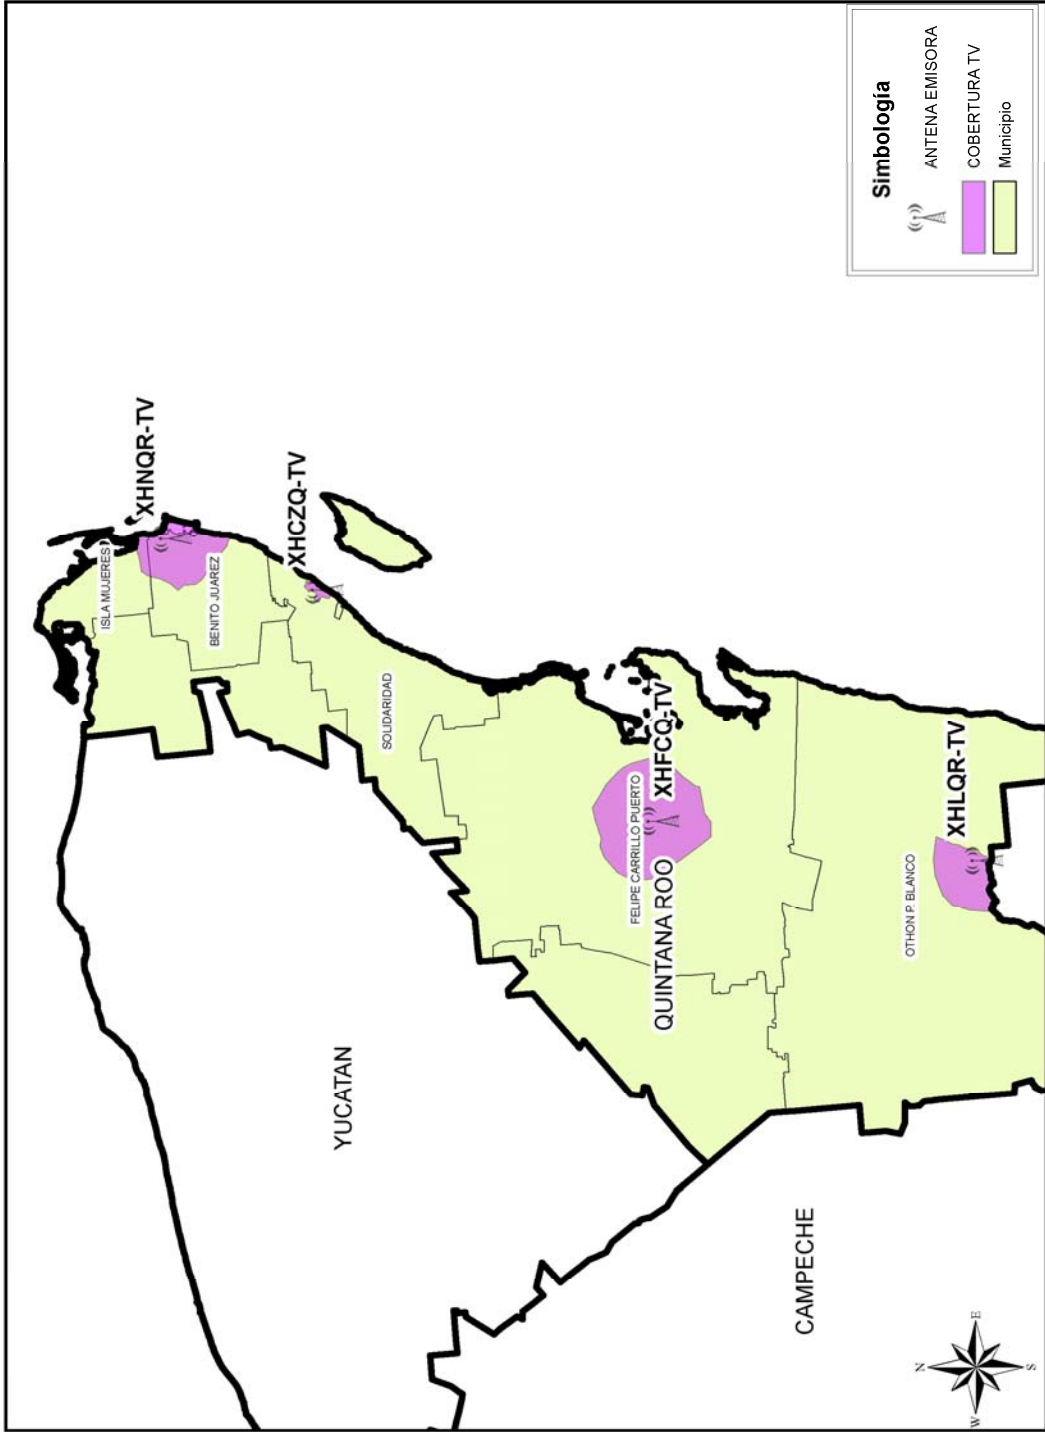 XHNQR-TV
ISLA MUJERES
BENITO JUAREZ
XHCZQ-TV
SOLIDARIDAD
YUCATAN
FELIPE CARRILLO PUERTO
XHFCQ-TV
QUINTANA ROO
CAMPECHE
OTHON P. BLANCO
XHLQR-TV
N
E
S
W
Simbología
ANTENA EMISORA
COBERTURA TV
Municipio